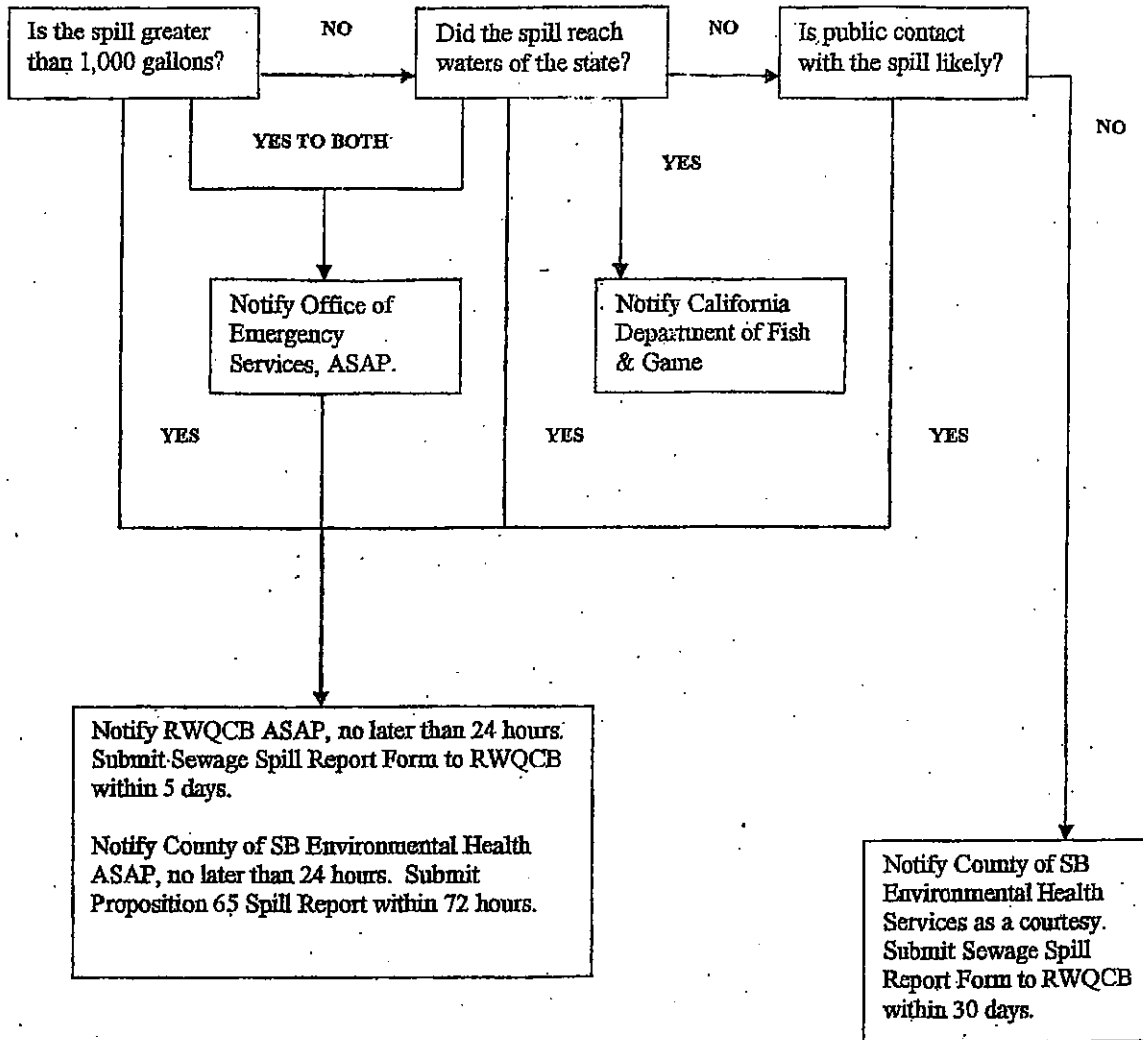 Is the spill greater
than 1,000 gallons?
NO
Did the spill reach
waters of the state?
NO
Is public contact
with the spill likely?
NO
YES TO BOTH
YES
Notify Office of
Emergency
Services, ASAP.
Notify California
Department of Fish
& Game
YES
YES
YES
Notify RWQCB ASAP, no later than 24 hours.
Submit Sewage Spill Report Form to RWQCB
within 5 days.
Notify County of SB Environmental Health
ASAP, no later than 24 hours. Submit
Proposition 65 Spill Report within 72 hours.
Notify County of SB
Environmental Health
Services as a courtesy.
Submit Sewage Spill
Report Form to RWQCB
within 30 days.